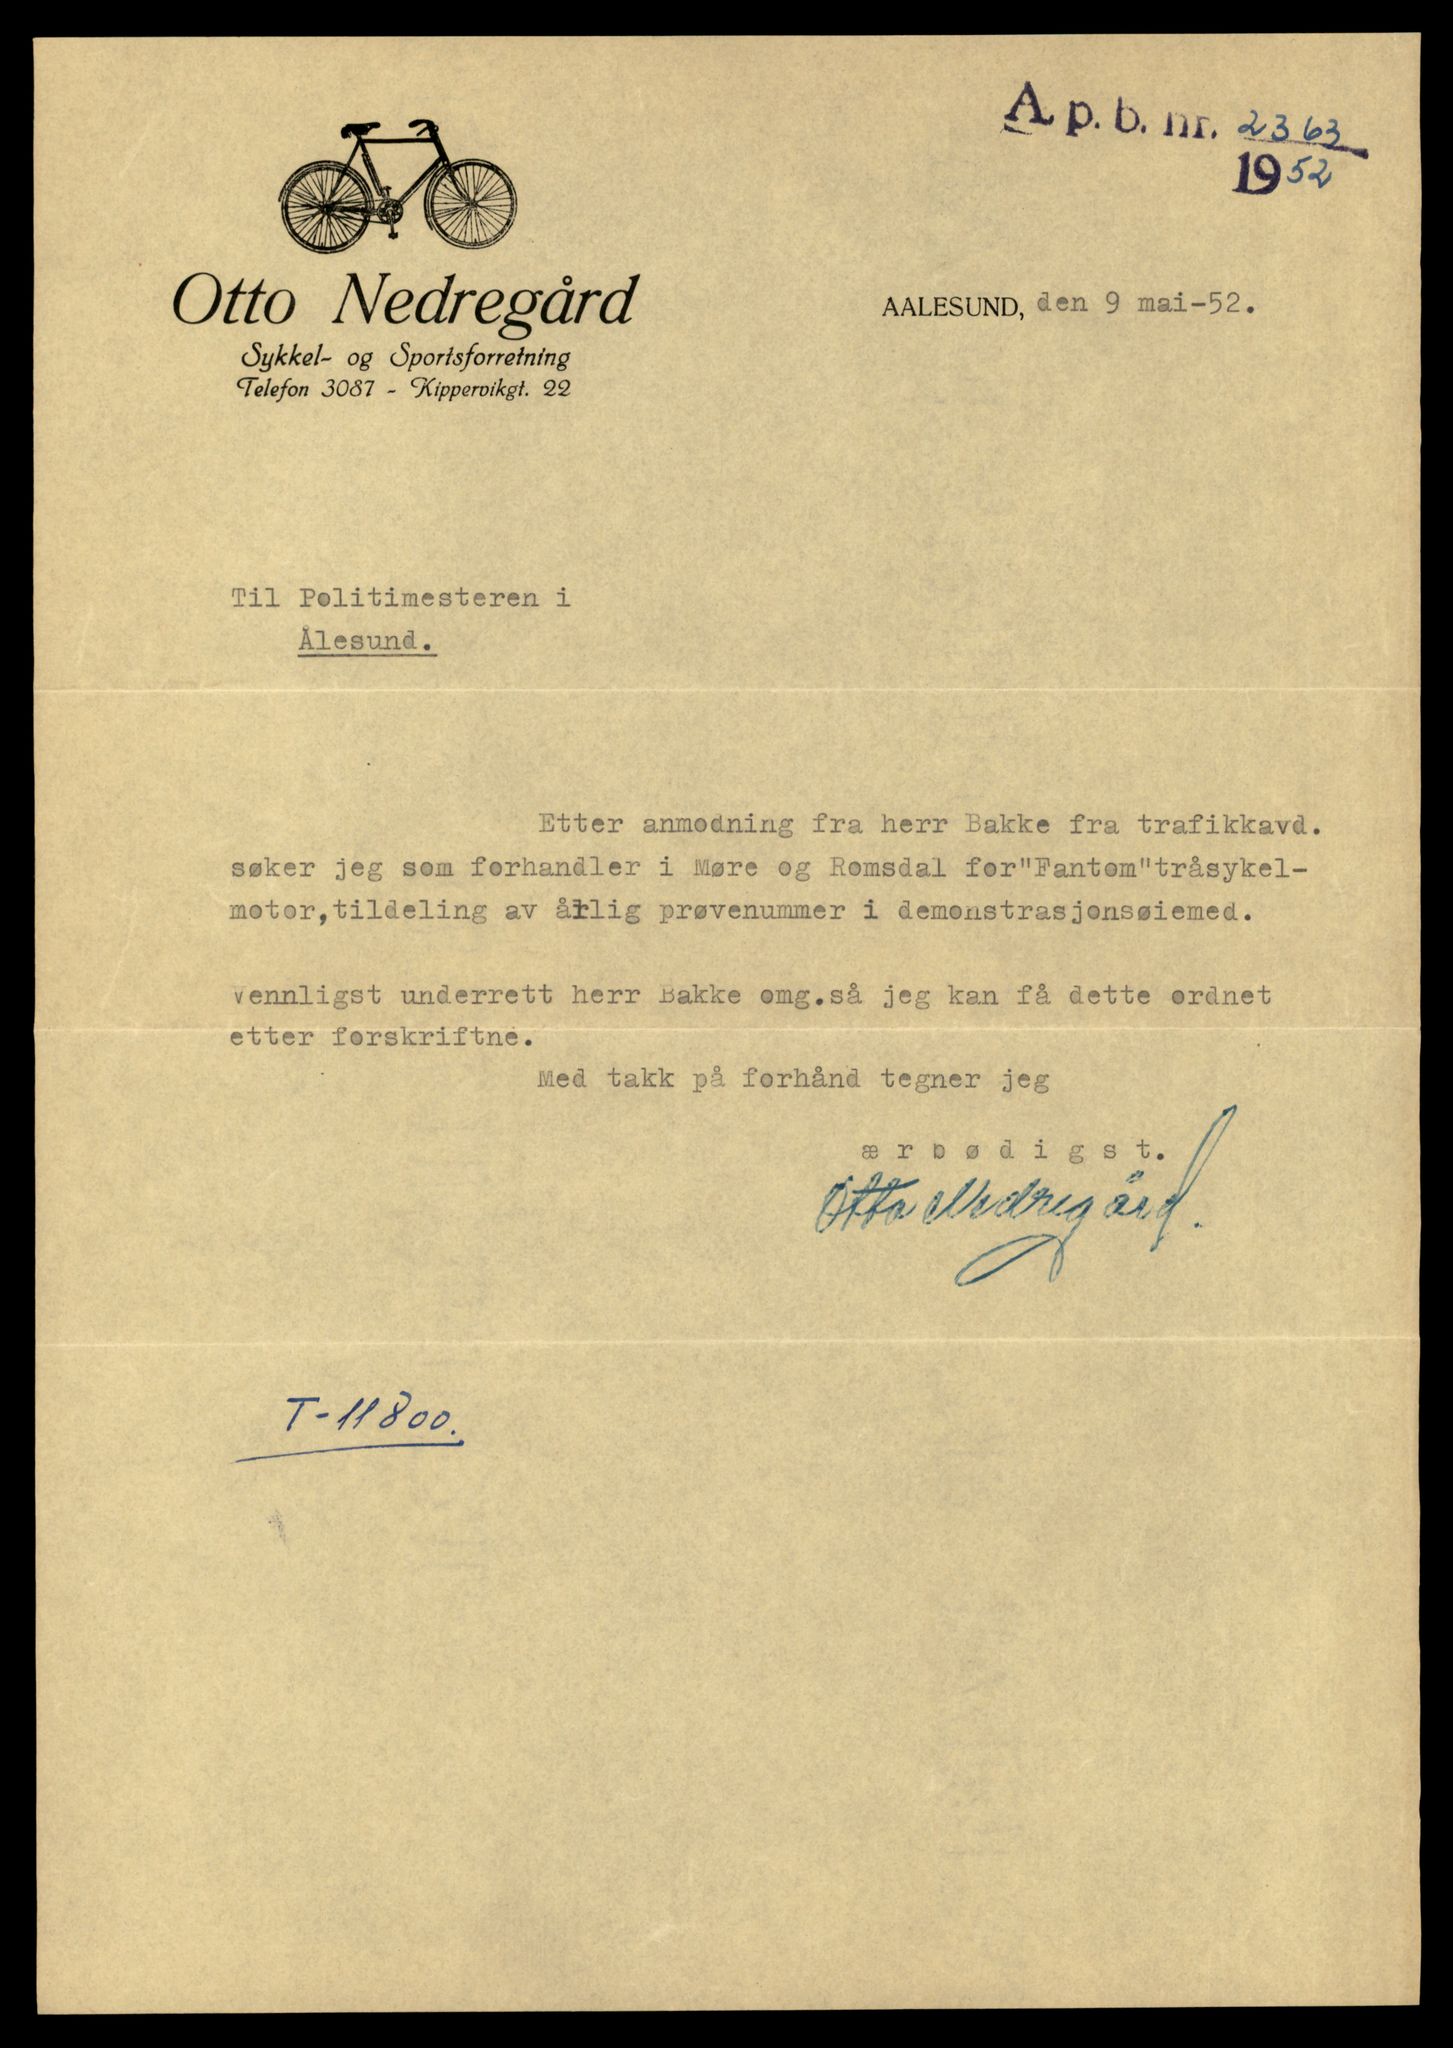 A p. b. nr. 2363
1952
Otto Nedregård
Sykkel- og Sportsforretning
Telefon 3087 - Kippervikgt. 22
AALESUND, den 9 mai-52.
Til Politimesteren i
Ålesund.
Etter anmodning fra herr Bakke fra trafikkavd.
søker jeg som forhandler i Møre og Romsdal for"Fantom"tråsykel-
motor,tildeling av årlig prøvenummer i demonstrasjonsøiemed.
Vennligst underrett herr Bakke omg.så jeg kan få dette ordnet
etter forskriftne.
Med takk på forhånd tegner jeg
ærbødigst.
Otto Nedregård.
T-11800.